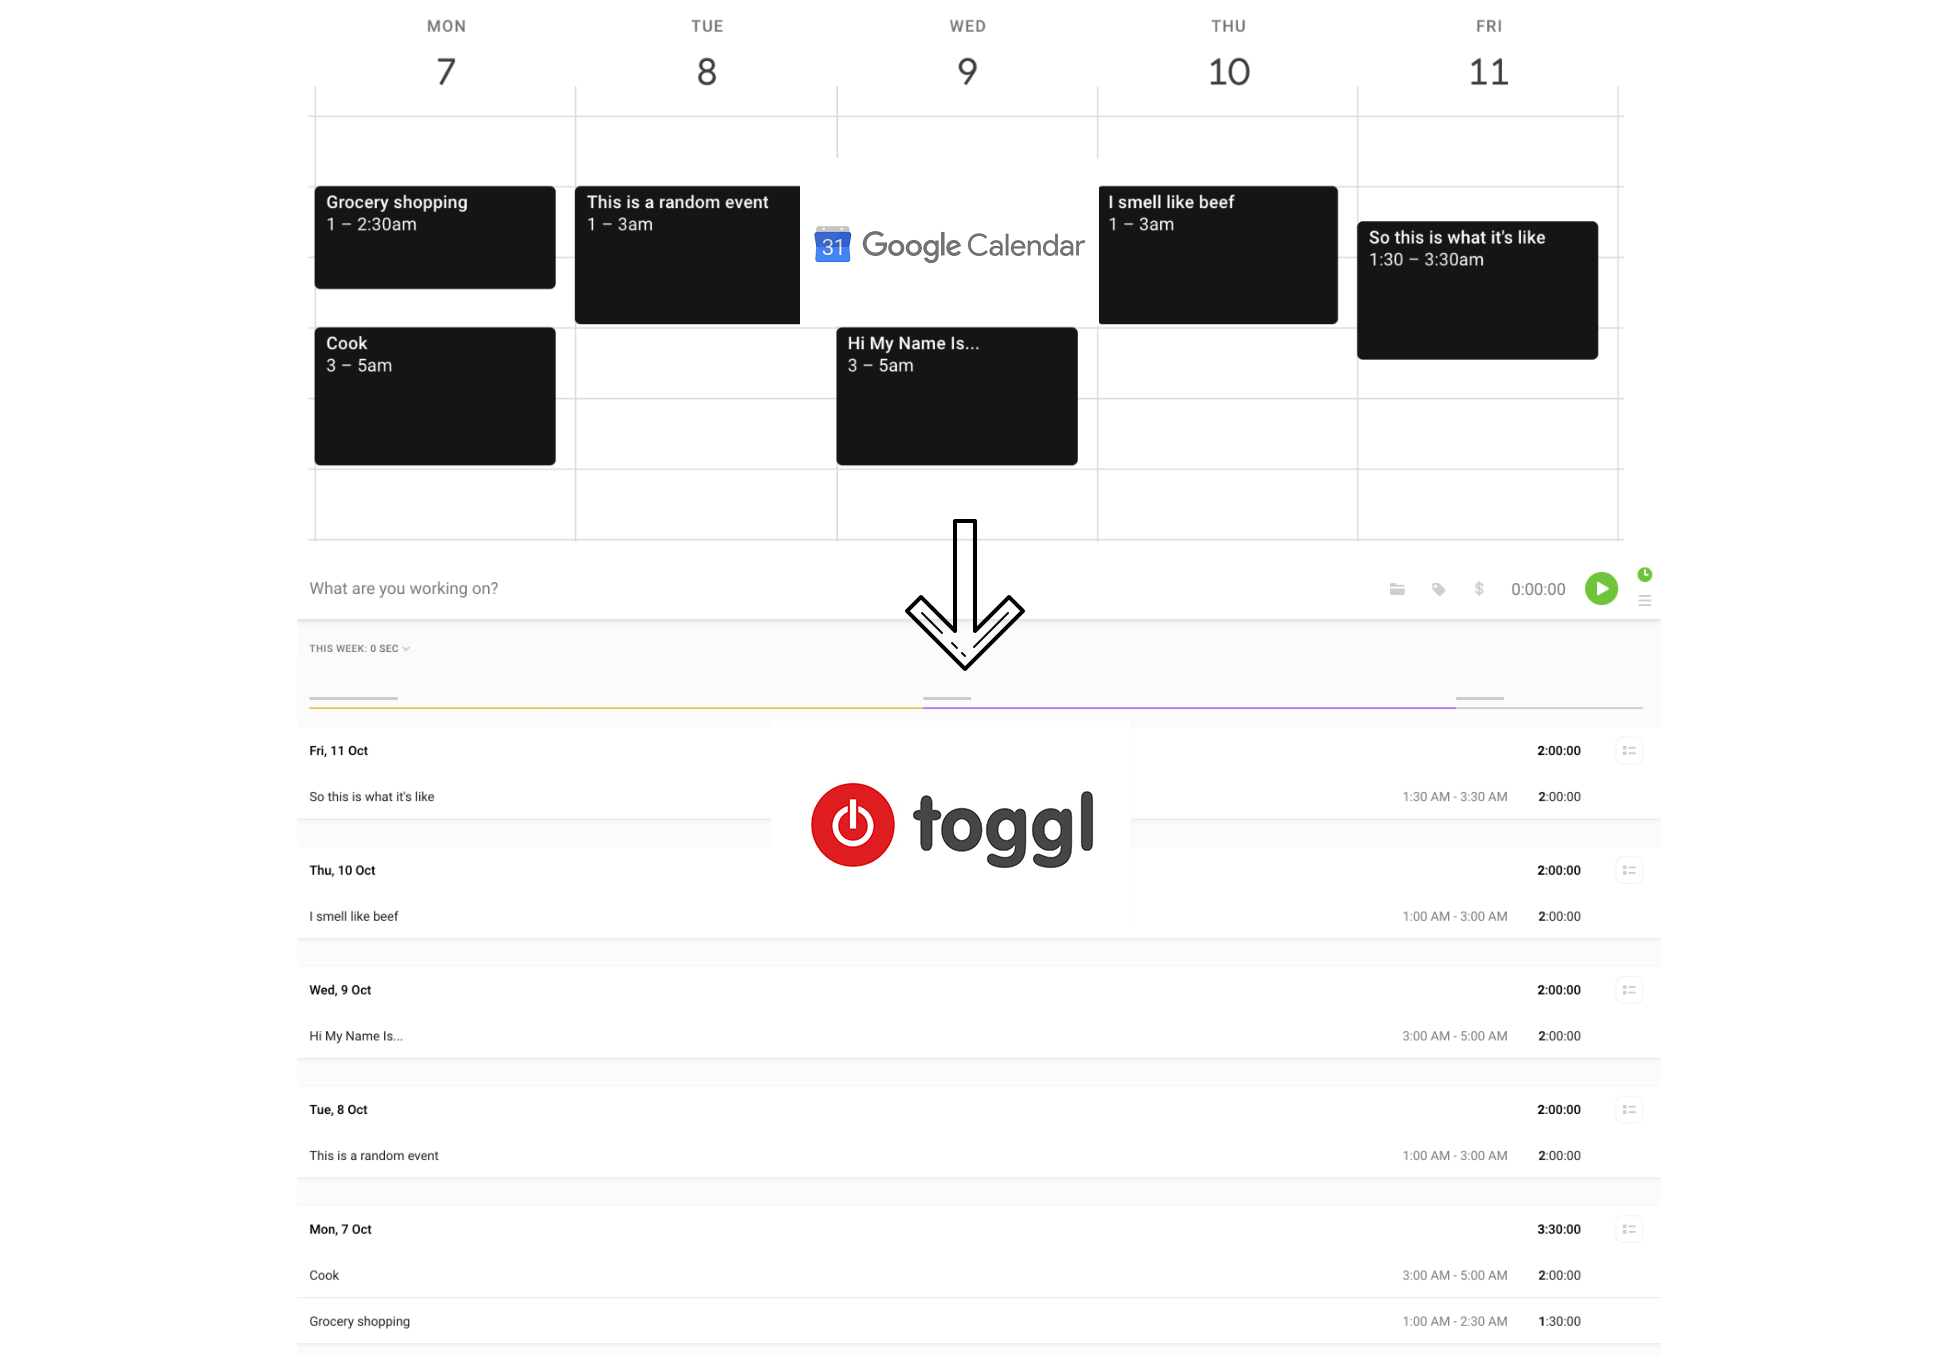 MON TUE WED THU FRI
7 8 9 10 11
Grocery shopping
1 – 2:30am
This is a random event
1 – 3am
31 Google Calendar
I smell like beef
1 – 3am
So this is what it's like
1:30 – 3:30am
Cook
3 – 5am
Hi My Name Is...
3 – 5am
What are you working on?
$ 0:00:00
THIS WEEK: 0 SEC
toggl
Fri, 11 Oct 2:00:00
So this is what it's like 1:30 AM - 3:30 AM 2:00:00
Thu, 10 Oct 2:00:00
I smell like beef 1:00 AM - 3:00 AM 2:00:00
Wed, 9 Oct 2:00:00
Hi My Name Is... 3:00 AM - 5:00 AM 2:00:00
Tue, 8 Oct 2:00:00
This is a random event 1:00 AM - 3:00 AM 2:00:00
Mon, 7 Oct 3:30:00
Cook 3:00 AM - 5:00 AM 2:00:00
Grocery shopping 1:00 AM - 2:30 AM 1:30:00